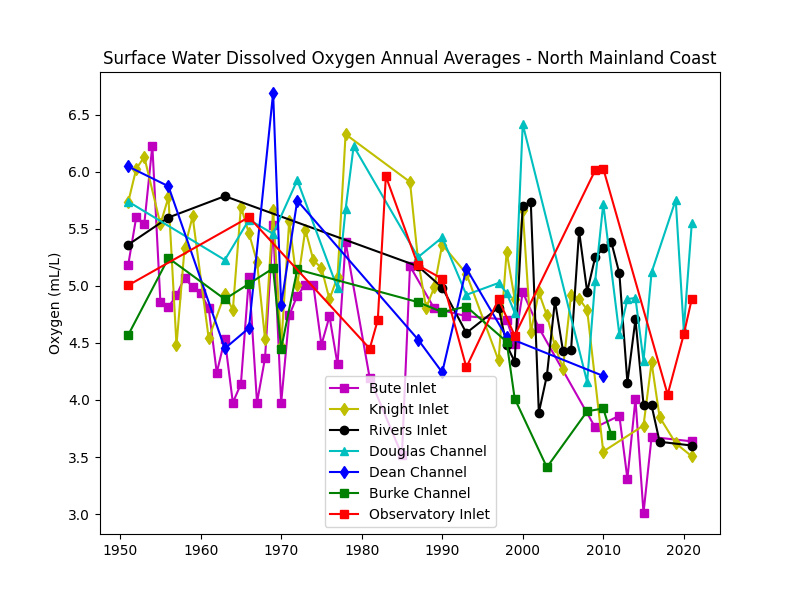 Surface Water Dissolved Oxygen Annual Averages - North Mainland Coast
Oxygen (mL/L)
6.5
6.0
5.5
5.0
4.5
4.0
3.5
3.0
Bute Inlet
Knight Inlet
Rivers Inlet
Douglas Channel
Dean Channel
Burke Channel
Observatory Inlet
1950 1960 1970 1980 1990 2000 2010 2020